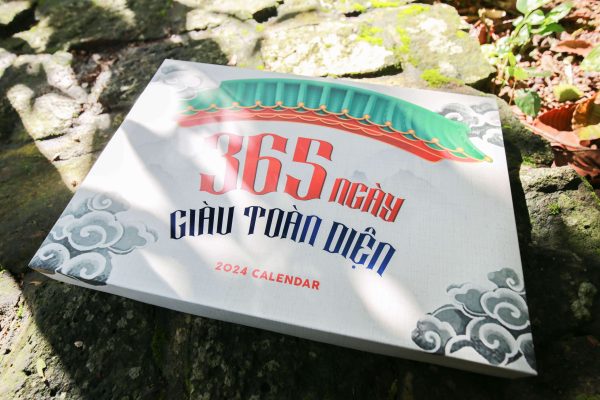 365 NGÀY
GIÀU TOÀN DIỆN
2024 CALENDAR